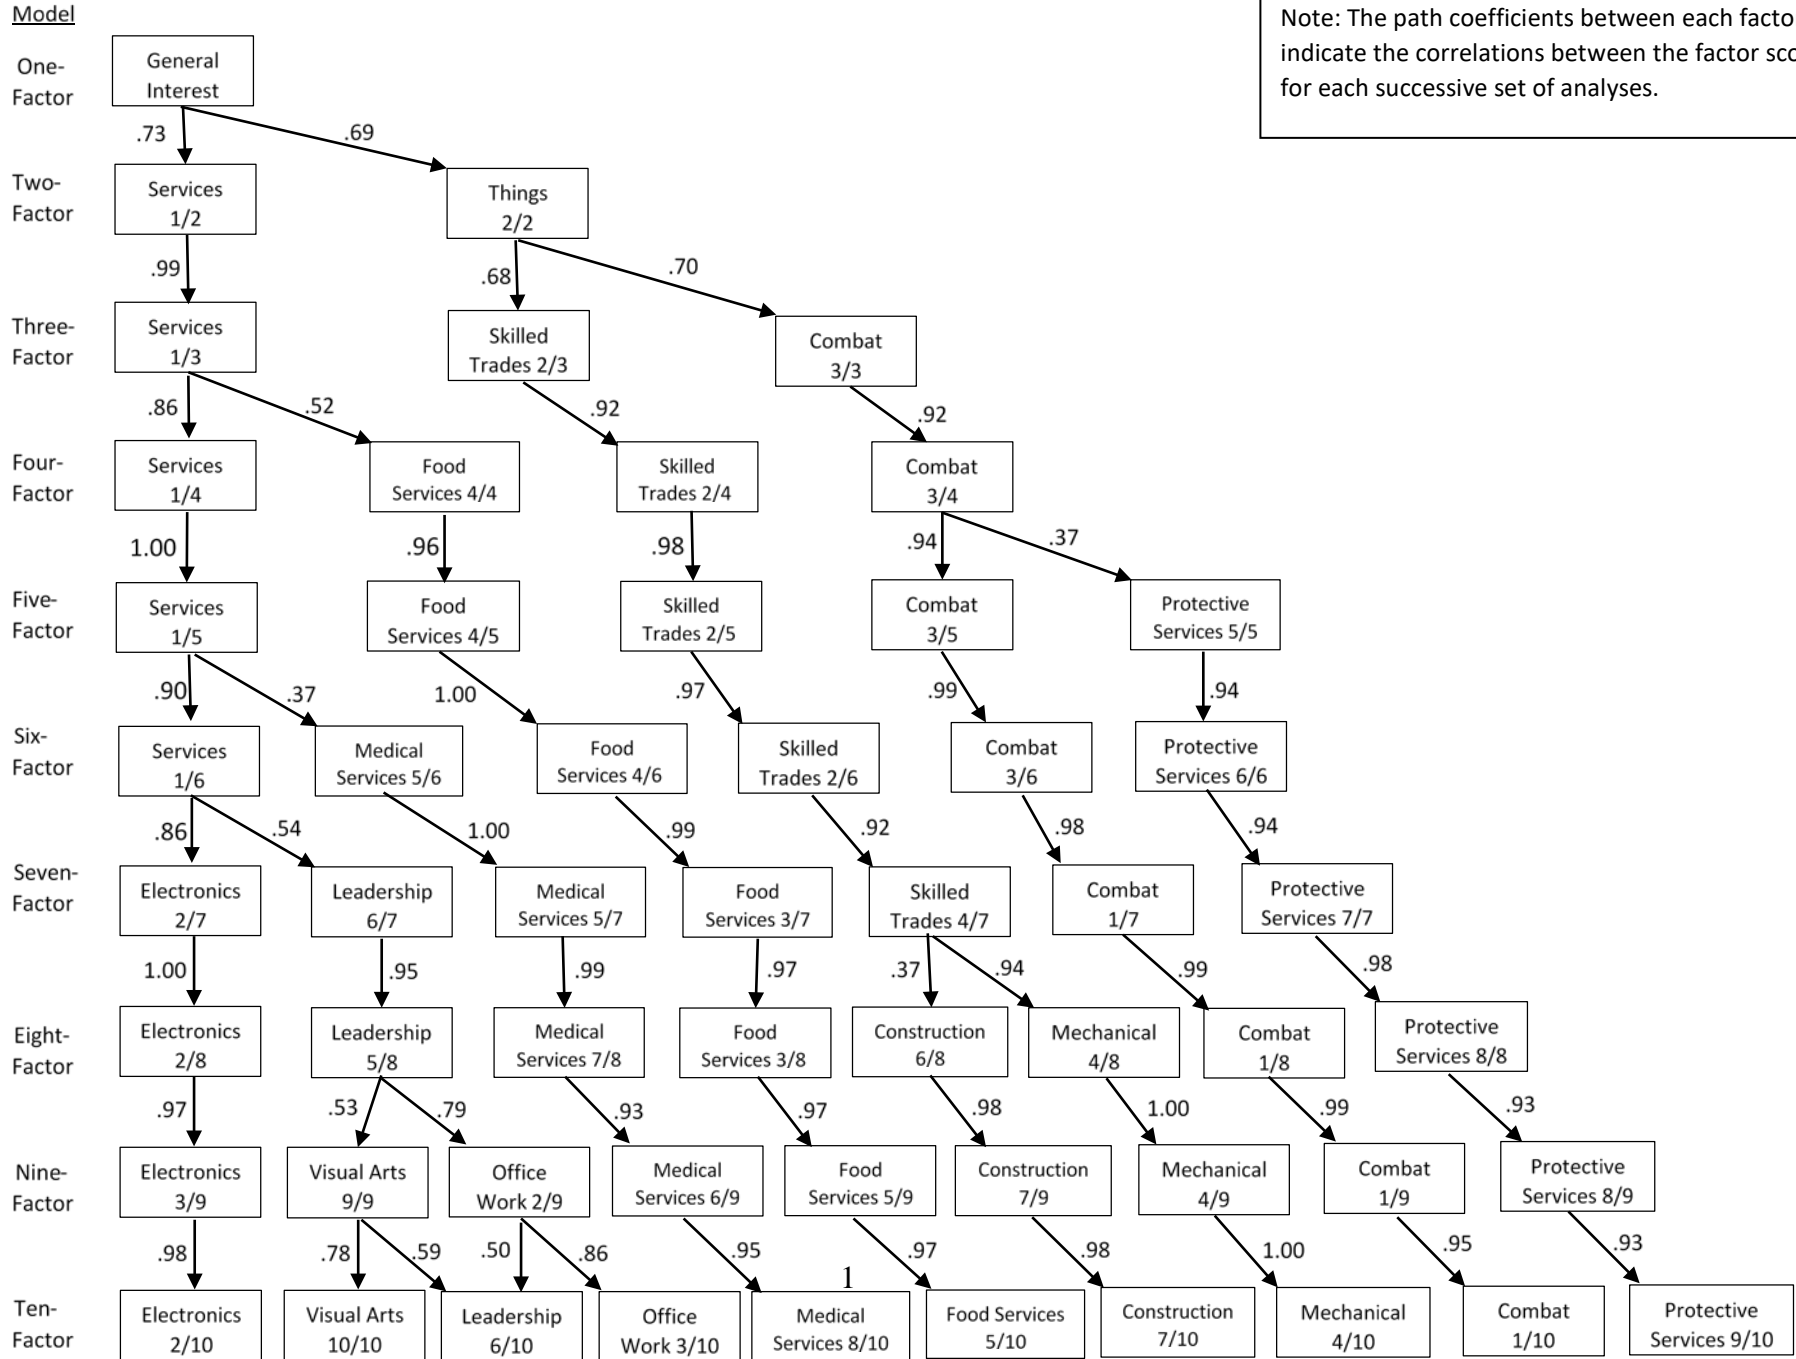 Model
Note: The path coefficients between each facto
indicate the correlations between the factor sco
for each successive set of analyses.
One-
Factor
General
Interest
.73
.69
Two-
Factor
Services
1/2
Things
2/2
.99
.68
.70
Three-
Factor
Services
1/3
Skilled
Trades 2/3
Combat
3/3
.86
.52
.92
.92
Four-
Factor
Services
1/4
Food
Services 4/4
Skilled
Trades 2/4
Combat
3/4
1.00
.96
.98
.94
.37
Five-
Factor
Services
1/5
Food
Services 4/5
Skilled
Trades 2/5
Combat
3/5
Protective
Services 5/5
.90
.37
1.00
.97
.99
.94
Six-
Factor
Services
1/6
Medical
Services 5/6
Food
Services 4/6
Skilled
Trades 2/6
Combat
3/6
Protective
Services 6/6
.86
.54
1.00
.99
.92
.98
.94
Seven-
Factor
Electronics
2/7
Leadership
6/7
Medical
Services 5/7
Food
Services 3/7
Skilled
Trades 4/7
Combat
1/7
Protective
Services 7/7
1.00
.95
.99
.97
.37
.94
.99
.98
Eight-
Factor
Electronics
2/8
Leadership
5/8
Medical
Services 7/8
Food
Services 3/8
Construction
6/8
Mechanical
4/8
Combat
1/8
Protective
Services 8/8
.97
.53
.79
.93
.97
.98
1.00
.99
.93
Nine-
Factor
Electronics
3/9
Visual Arts
9/9
Office
Work 2/9
Medical
Services 6/9
Food
Services 5/9
Construction
7/9
Mechanical
4/9
Combat
1/9
Protective
Services 8/9
.98
.78
.59
.50
.86
.95
.97
.98
1.00
.95
.93
1
Ten-
Factor
Electronics
2/10
Visual Arts
10/10
Leadership
6/10
Office
Work 3/10
Medical
Services 8/10
Food Services
5/10
Construction
7/10
Mechanical
4/10
Combat
1/10
Protective
Services 9/10